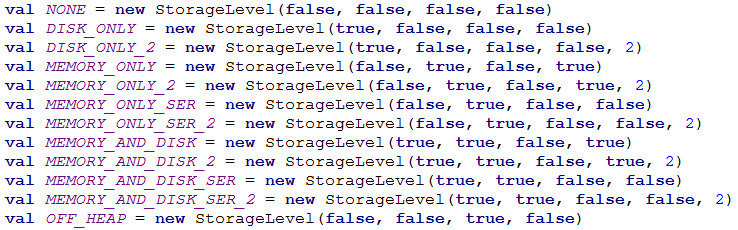 val NONE = new StorageLevel(false, false, false, false)
val DISK_ONLY = new StorageLevel(true, false, false, false)
val DISK_ONLY_2 = new StorageLevel(true, false, false, false, 2)
val MEMORY_ONLY = new StorageLevel(false, true, false, true)
val MEMORY_ONLY_2 = new StorageLevel(false, true, false, true, 2)
val MEMORY_ONLY_SER = new StorageLevel(false, true, false, false)
val MEMORY_ONLY_SER_2 = new StorageLevel(false, true, false, false, 2)
val MEMORY_AND_DISK = new StorageLevel(true, true, false, true)
val MEMORY_AND_DISK_2 = new StorageLevel(true, true, false, true, 2)
val MEMORY_AND_DISK_SER = new StorageLevel(true, true, false, false)
val MEMORY_AND_DISK_SER_2 = new StorageLevel(true, true, false, false, 2)
val OFF_HEAP = new StorageLevel(false, false, true, false)